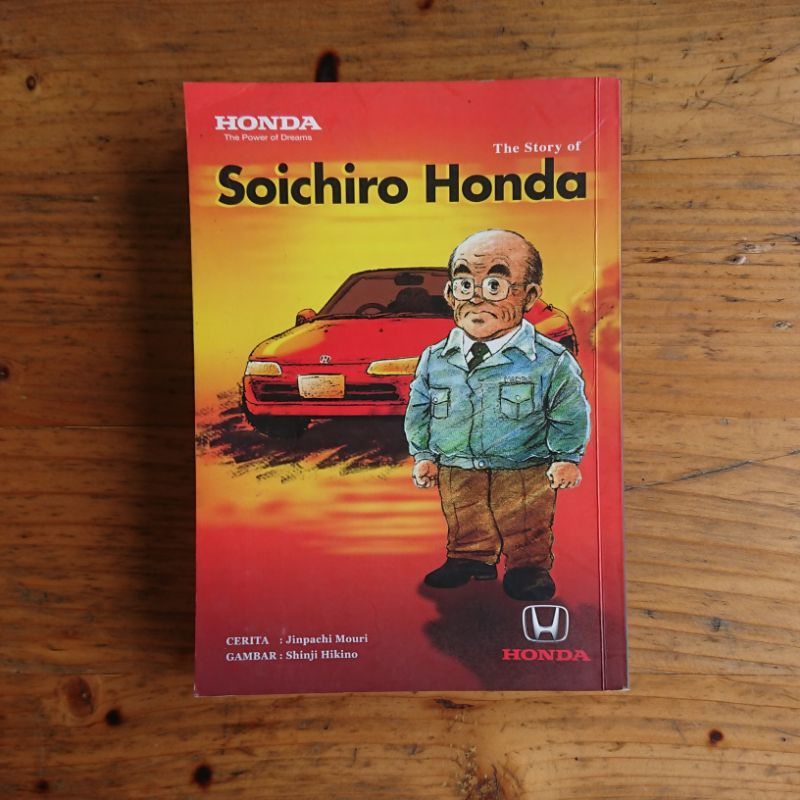 HONDA
The Power of Dreams
The Story of
Soichiro Honda
CERITA : Jinpachi Mouri
GAMBAR : Shinji Hikino
HONDA